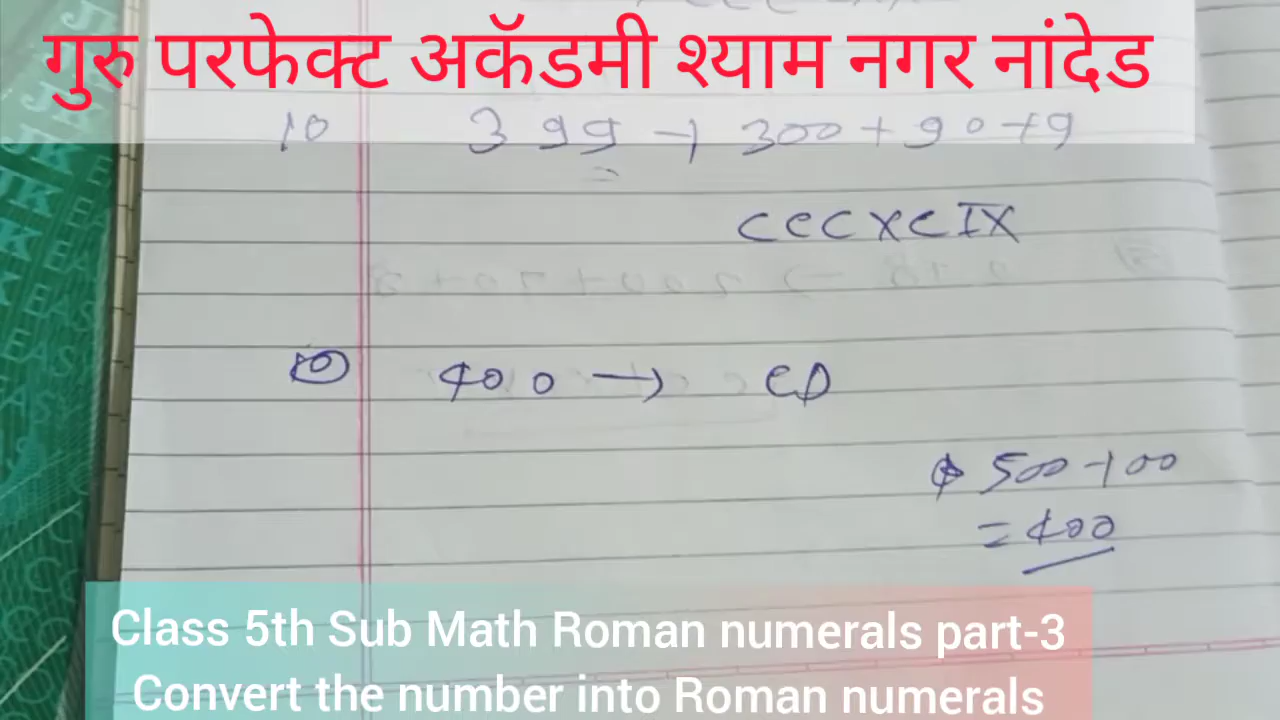 गुरु परफेक्ट अकॅडमी श्याम नगर नांदेड
10 399 → 300+90+9
CCCXCIX
10 400 → CD
500-100
=400
Class 5th Sub Math Roman numerals part-3
Convert the number into Roman numerals